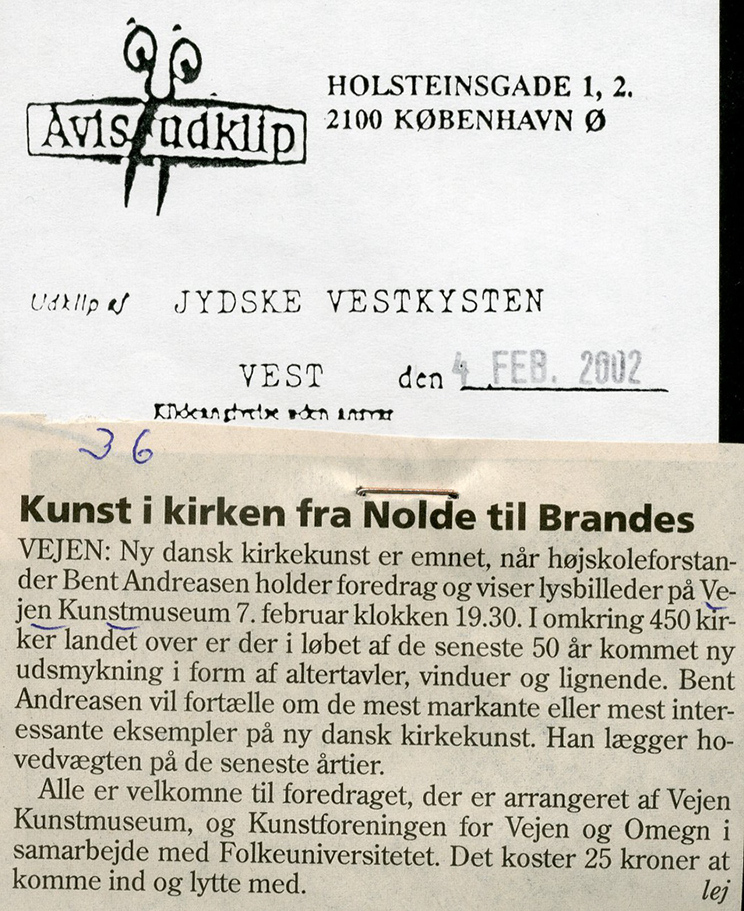 Avis udklip
HOLSTEINSGADE 1, 2.
2100 KØBENHAVN Ø
Udklip af JYDSKE VESTKYSTEN
VEST den 4 FEB. 2002
Kildeangivelse uden ansvar
36
Kunst i kirken fra Nolde til Brandes
VEJEN: Ny dansk kirkekunst er emnet, når højskoleforstan-
der Bent Andreasen holder foredrag og viser lysbilleder på Ve-
jen Kunstmuseum 7. februar klokken 19.30. I omkring 450 kir-
ker landet over er der i løbet af de seneste 50 år kommet ny
udsmykning i form af altertavler, vinduer og lignende. Bent
Andreasen vil fortælle om de mest markante eller mest inter-
essante eksempler på ny dansk kirkekunst. Han lægger ho-
vedvægten på de seneste årtier.
Alle er velkomne til foredraget, der er arrangeret af Vejen
Kunstmuseum, og Kunstforeningen for Vejen og Omegn i
samarbejde med Folkeuniversitetet. Det koster 25 kroner at
komme ind og lytte med.
lej